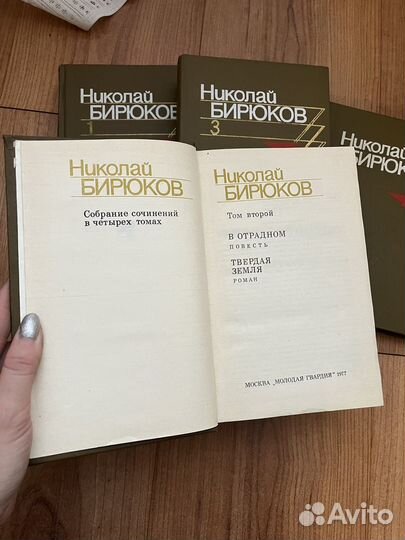 Николай
БИРЮКОВ
1
Николай
БИРЮКОВ
3
Николай
БИРЮК
Николай
БИРЮКОВ
Собрание сочинений
в четырех томах
Николай
БИРЮКОВ
Том второй
В ОТРАДНОМ
ПОВЕСТЬ
ТВЕРДАЯ
ЗЕМЛЯ
РОМАН
МОСКВА „МОЛОДАЯ ГВАРДИЯ" 1977
Avito